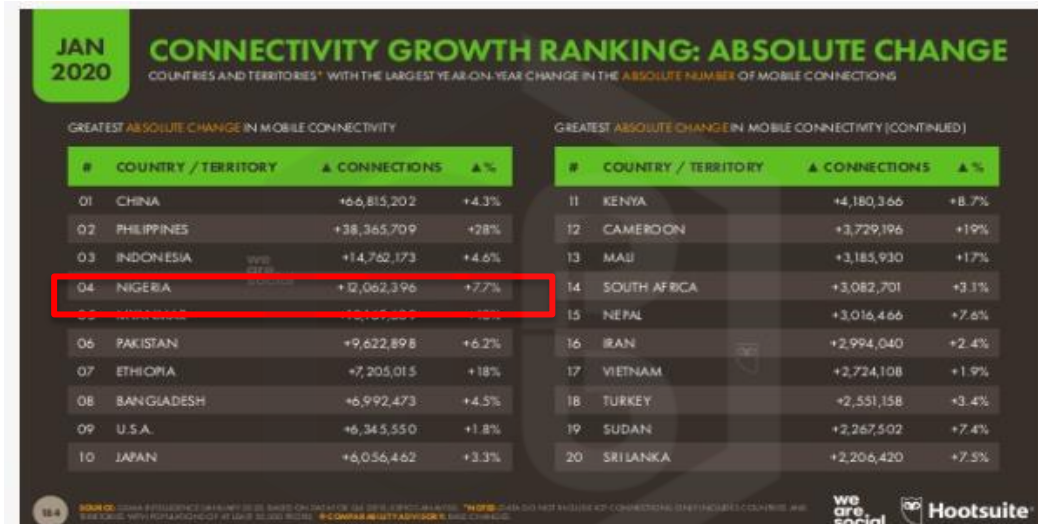 JAN
2020
CONNECTIVITY GROWTH RANKING: ABSOLUTE CHANGE
COUNTRIES AND TERRITORIES* WITH THE LARGEST YEAR-ON-YEAR CHANGE IN THE ABSOLUTE NUMBER OF MOBILE CONNECTIONS
GREATEST ABSOLUTE CHANGE IN MOBILE CONNECTIVITY
# COUNTRY / TERRITORY ▲ CONNECTIONS ▲%
01 CHINA +66,815,202 +4.3%
02 PHILIPPINES +38,365,709 +28%
03 INDONESIA +14,762,173 +4.6%
04 NIGERIA +12,062,396 +7.7%
06 PAKISTAN +9,622,898 +6.2%
07 ETHIOPIA +7,205,015 +18%
08 BANGLADESH +6,992,473 +4.5%
09 U.S.A. +6,345,550 +1.8%
10 JAPAN +6,056,462 +3.3%
GREATEST ABSOLUTE CHANGE IN MOBILE CONNECTIVITY (CONTINUED)
# COUNTRY / TERRITORY ▲ CONNECTIONS ▲%
11 KENYA +4,180,366 +8.7%
12 CAMEROON +3,729,196 +19%
13 MALI +3,185,930 +17%
14 SOUTH AFRICA +3,082,701 +3.1%
15 NEPAL +3,016,466 +7.6%
16 IRAN +2,994,040 +2.4%
17 VIETNAM +2,724,108 +1.9%
18 TURKEY +2,551,158 +3.4%
19 SUDAN +2,267,502 +7.4%
20 SRI LANKA +2,206,420 +7.5%
we
are
social
Hootsuite